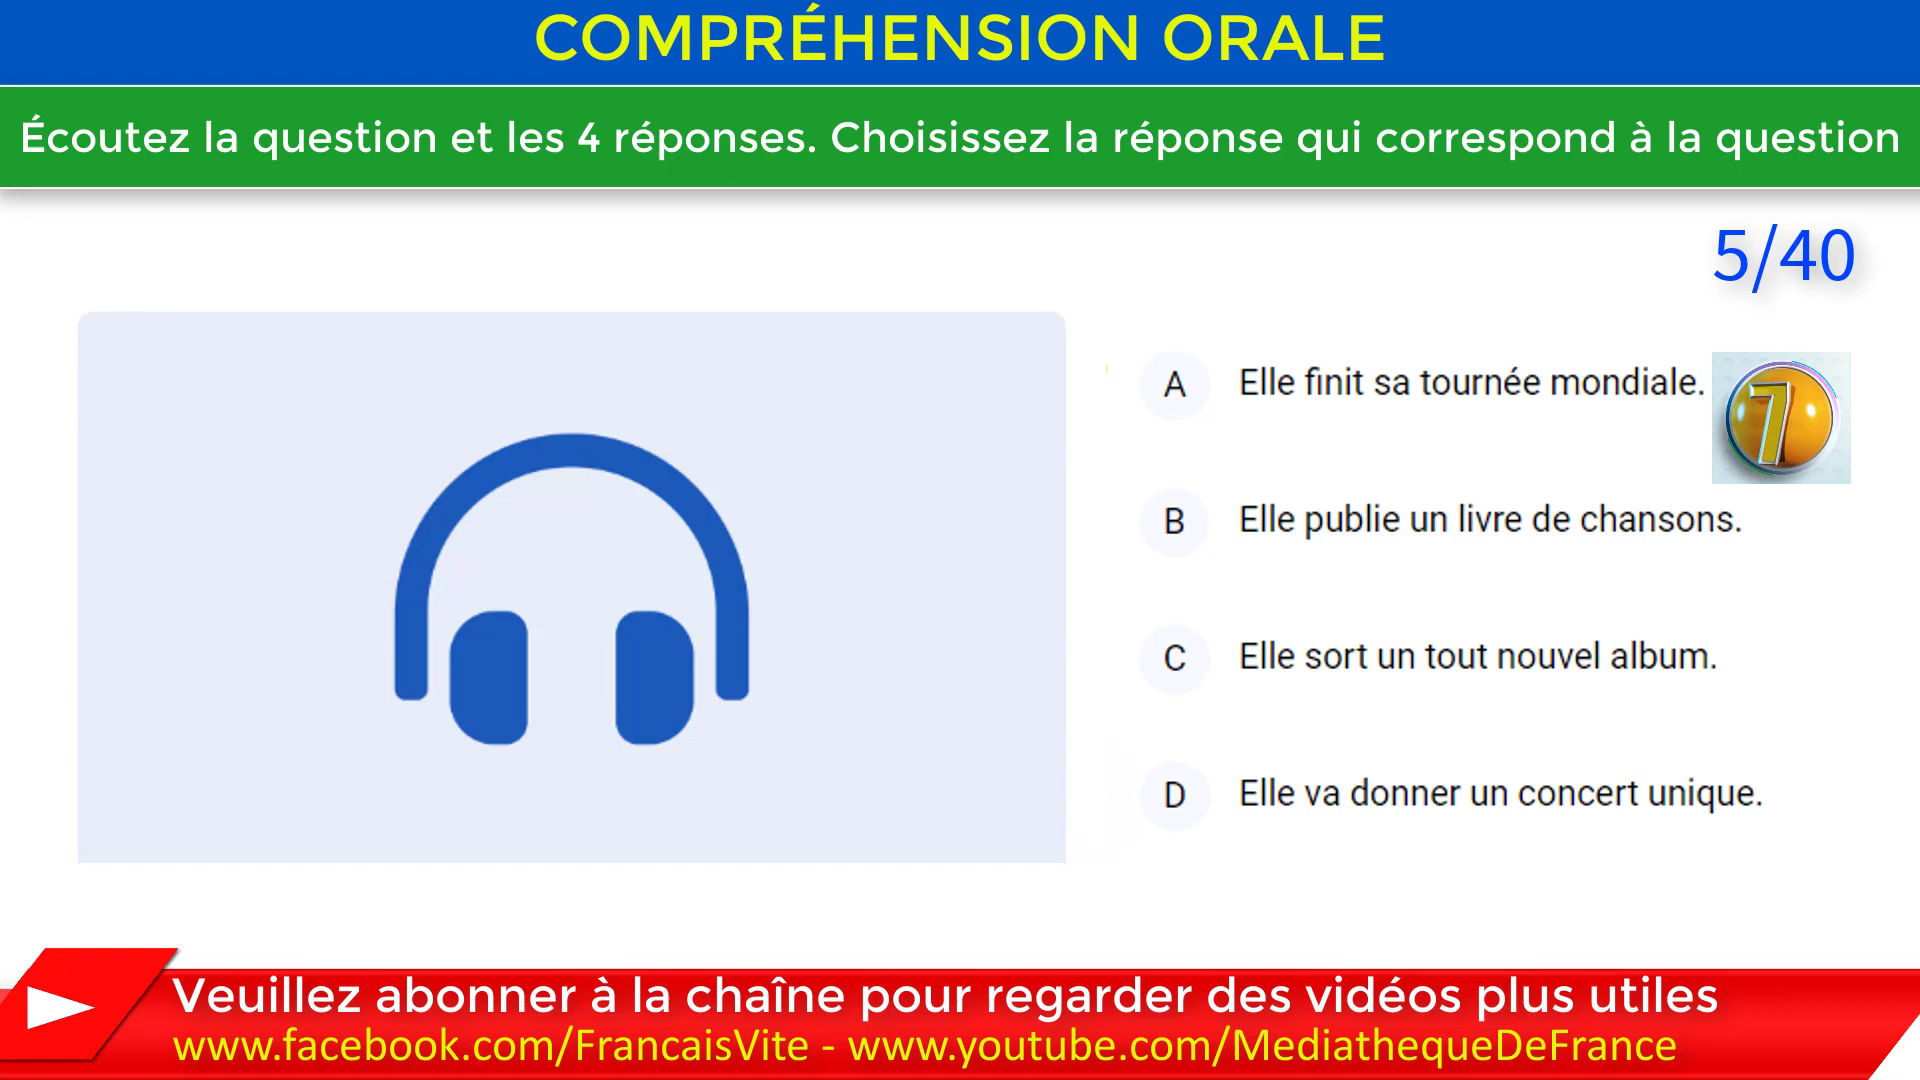 COMPRÉHENSION ORALE
Écoutez la question et les 4 réponses. Choisissez la réponse qui correspond à la question
5/40
A Elle finit sa tournée mondiale.
7
B Elle publie un livre de chansons.
C Elle sort un tout nouvel album.
D Elle va donner un concert unique.
Veuillez abonner à la chaîne pour regarder des vidéos plus utiles
www.facebook.com/FrancaisVite - www.youtube.com/MediathequeDeFrance